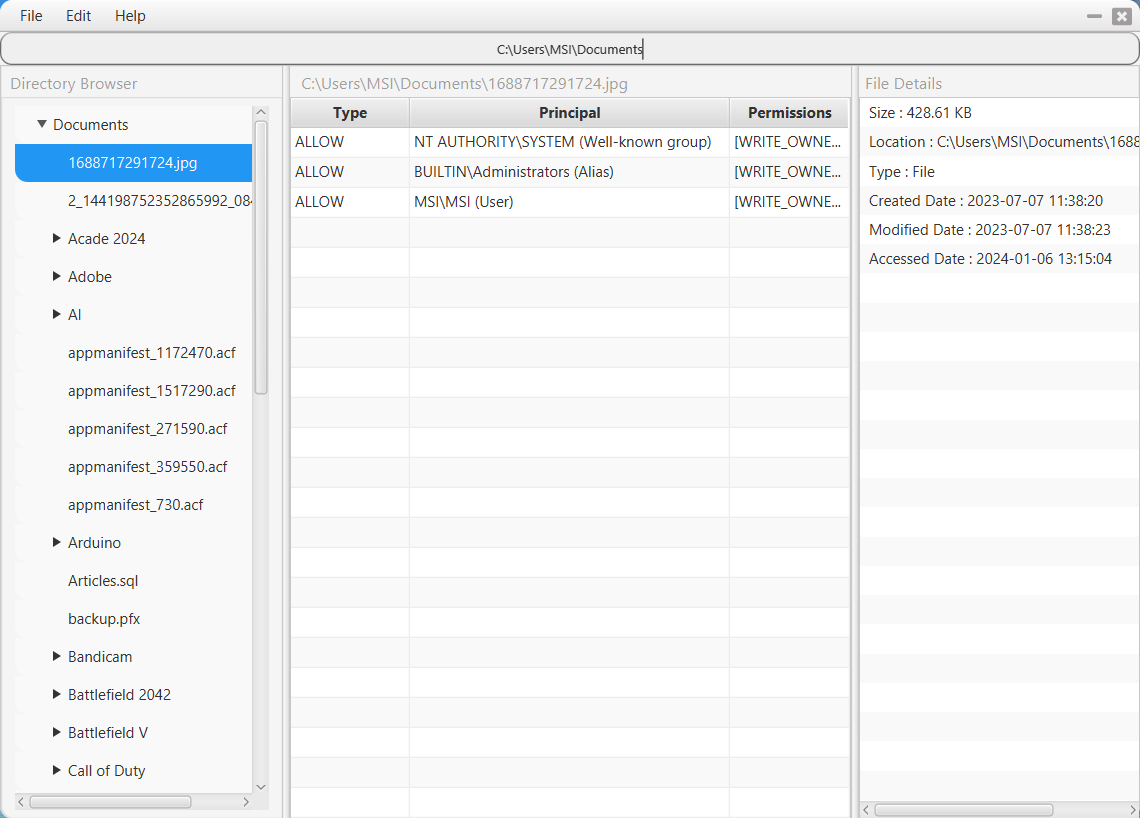 File Edit Help
C:\Users\MSI\Documents
Directory Browser
Documents
1688717291724.jpg
2_144198752352865992_084
Acade 2024
Adobe
AI
appmanifest_1172470.acf
appmanifest_1517290.acf
appmanifest_271590.acf
appmanifest_359550.acf
appmanifest_730.acf
Arduino
Articles.sql
backup.pfx
Bandicam
Battlefield 2042
Battlefield V
Call of Duty
C:\Users\MSI\Documents\1688717291724.jpg
Type Principal Permissions
ALLOW NT AUTHORITY\SYSTEM (Well-known group) [WRITE_OWNE...
ALLOW BUILTIN\Administrators (Alias) [WRITE_OWNE...
ALLOW MSI\MSI (User) [WRITE_OWNE...
File Details
Size : 428.61 KB
Location : C:\Users\MSI\Documents\1688
Type : File
Created Date : 2023-07-07 11:38:20
Modified Date : 2023-07-07 11:38:23
Accessed Date : 2024-01-06 13:15:04